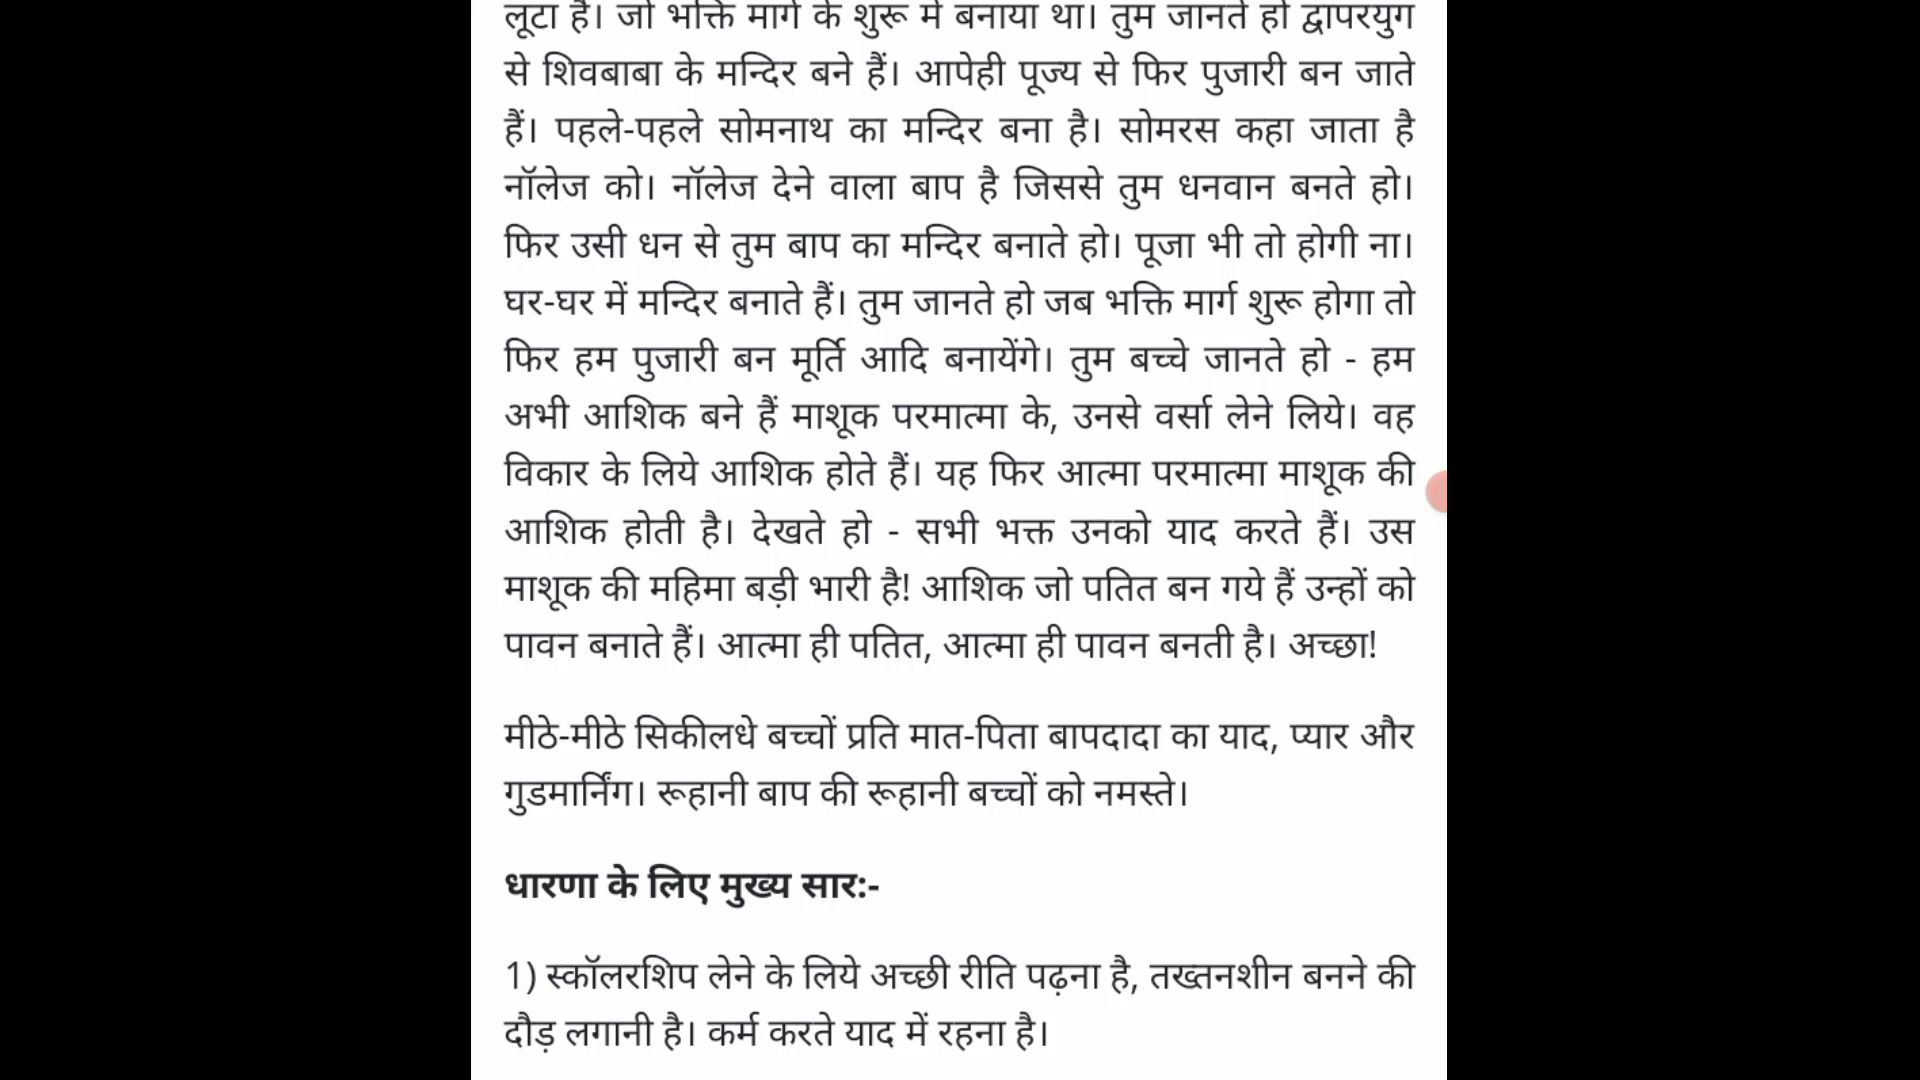 लूटा है। जो भक्ति मार्ग के शुरू में बनाया था। तुम जानते हो द्वापरयुग
से शिवबाबा के मन्दिर बने हैं। आपेही पूज्य से फिर पुजारी बन जाते
हैं। पहले-पहले सोमनाथ का मन्दिर बना है। सोमरस कहा जाता है
नॉलेज को। नॉलेज देने वाला बाप है जिससे तुम धनवान बनते हो।
फिर उसी धन से तुम बाप का मन्दिर बनाते हो। पूजा भी तो होगी ना।
घर-घर में मन्दिर बनाते हैं। तुम जानते हो जब भक्ति मार्ग शुरू होगा तो
फिर हम पुजारी बन मूर्ति आदि बनायेंगे। तुम बच्चे जानते हो - हम
अभी आशिक बने हैं माशूक परमात्मा के, उनसे वर्सा लेने लिये। वह
विकार के लिये आशिक होते हैं। यह फिर आत्मा परमात्मा माशूक की
आशिक होती है। देखते हो - सभी भक्त उनको याद करते हैं। उस
माशूक की महिमा बड़ी भारी है! आशिक जो पतित बन गये हैं उन्हों को
पावन बनाते हैं। आत्मा ही पतित, आत्मा ही पावन बनती है। अच्छा!
मीठे-मीठे सिकीलधे बच्चों प्रति मात-पिता बापदादा का याद, प्यार और
गुडमार्निंग। रूहानी बाप की रूहानी बच्चों को नमस्ते।
धारणा के लिए मुख्य सार:-
1) स्कॉलरशिप लेने के लिये अच्छी रीति पढ़ना है, तख्तनशीन बनने की
दौड़ लगानी है। कर्म करते याद में रहना है।